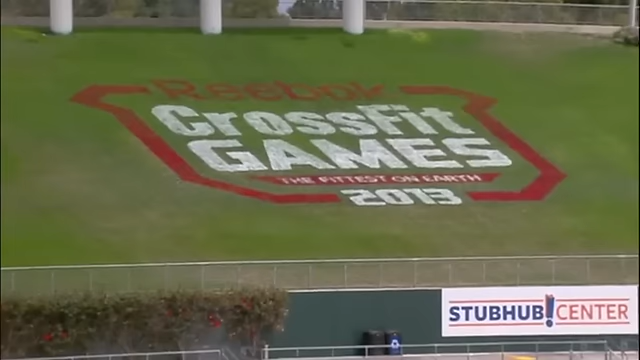 Reebok
CrossFit
GAMES
THE FITTEST ON EARTH
2013
STUBHUB! CENTER